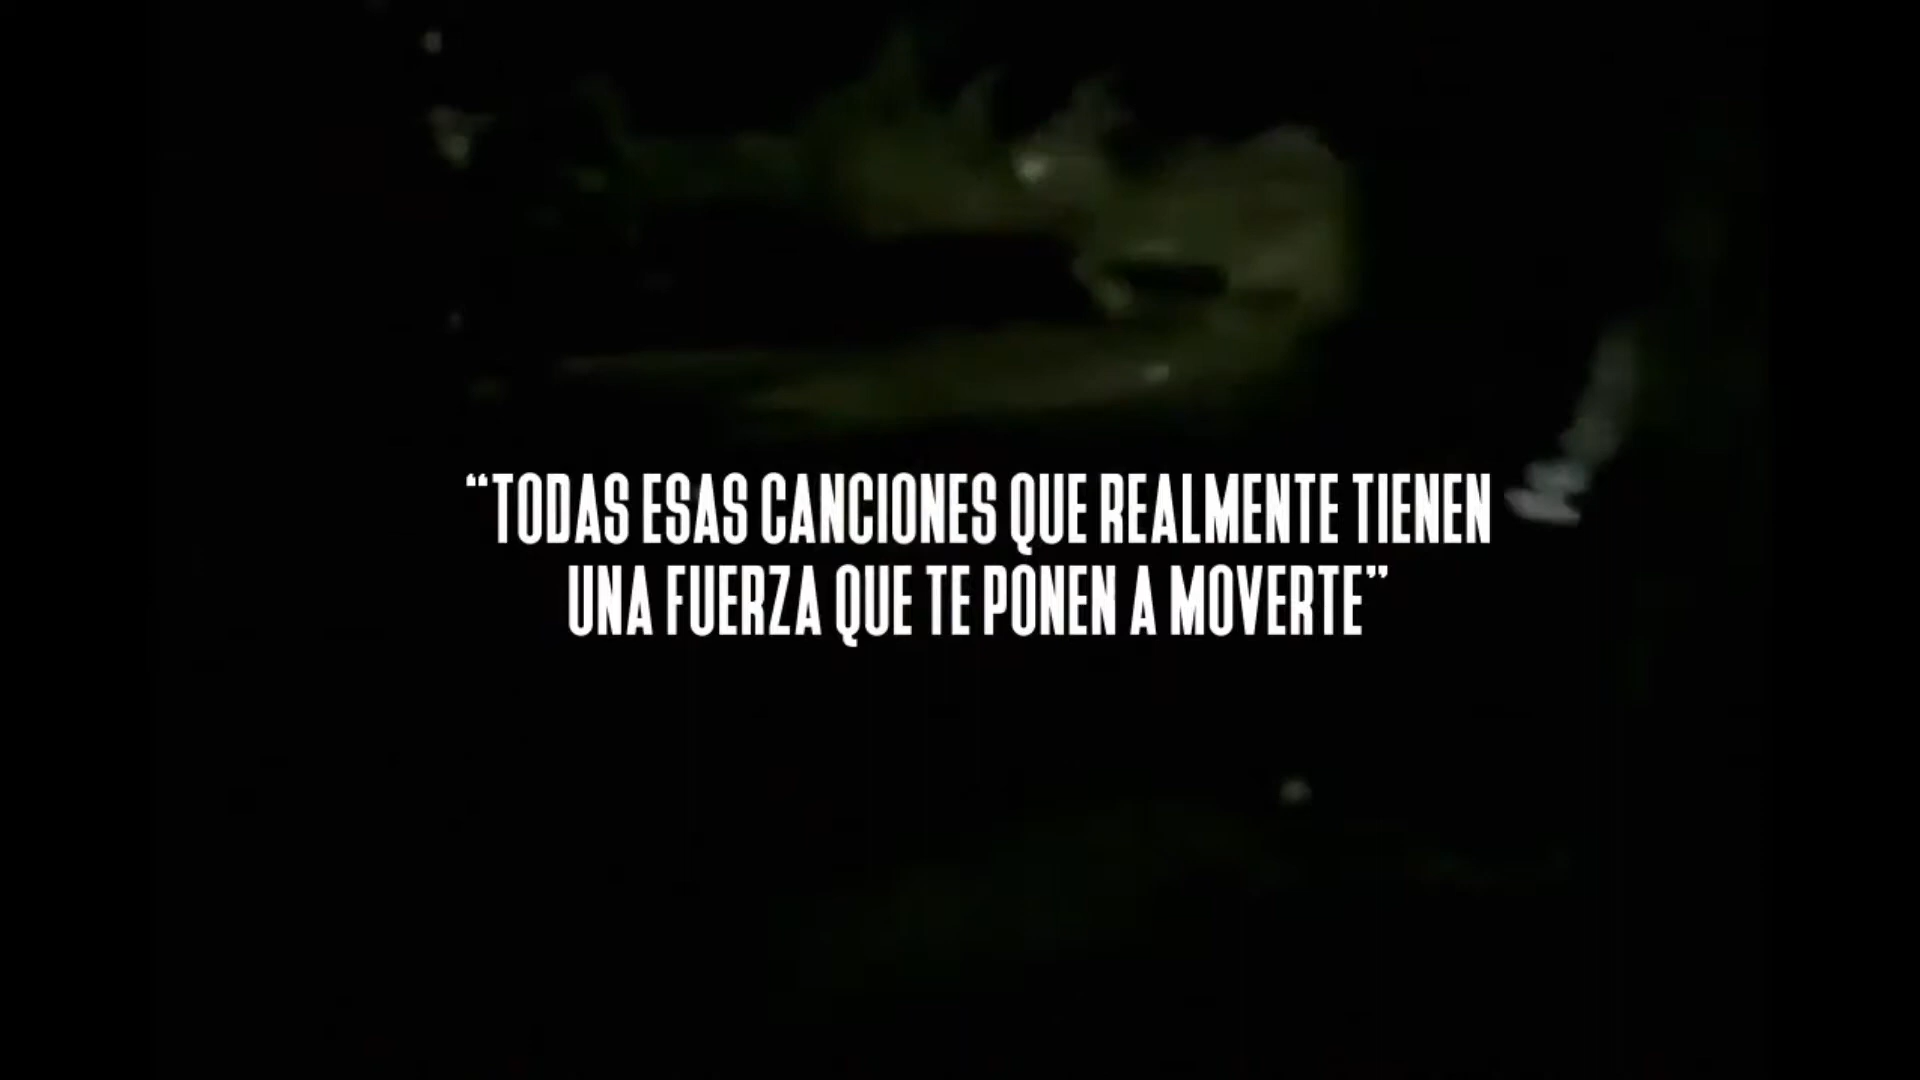 “TODAS ESAS CANCIONES QUE REALMENTE TIENEN
UNA FUERZA QUE TE PONEN A MOVERTE”